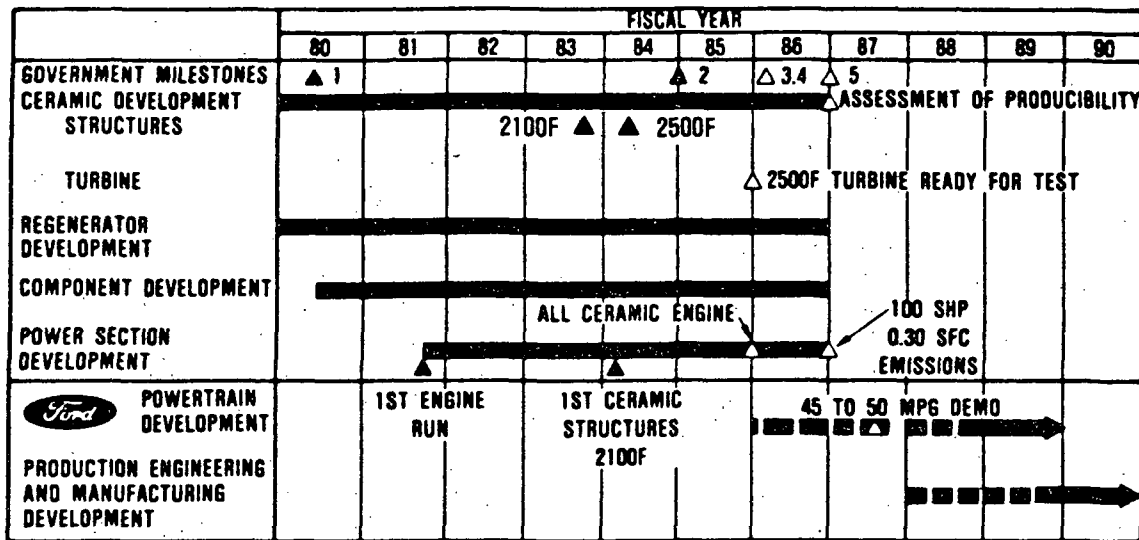 FISCAL YEAR
80 81 82 83 84 85 86 87 88 89 90
GOVERNMENT MILESTONES 1 2 3.4 5
CERAMIC DEVELOPMENT ASSESSMENT OF PRODUCIBILITY
STRUCTURES 2100F 2500F
TURBINE 2500F TURBINE READY FOR TEST
REGENERATOR
DEVELOPMENT
COMPONENT DEVELOPMENT
ALL CERAMIC ENGINE 100 SHP
POWER SECTION 0.30 SFC
DEVELOPMENT EMISSIONS
Ford POWERTRAIN 1ST ENGINE 1ST CERAMIC 45 TO 50 MPG DEMO
DEVELOPMENT RUN STRUCTURES
2100F
PRODUCTION ENGINEERING
AND MANUFACTURING
DEVELOPMENT